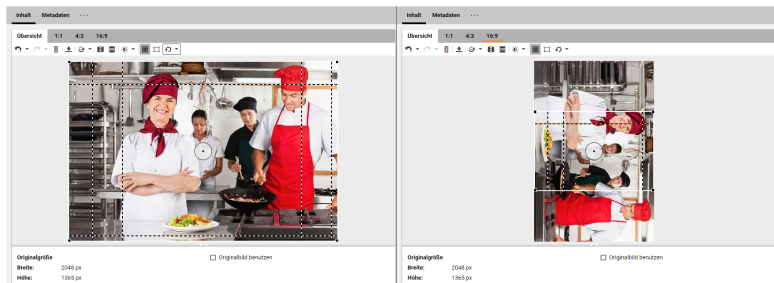 Inhalt Metadaten ···
Übersicht 1:1 4:3 16:9
Originalgröße
Originalbild benutzen
Breite: 2048 px
Höhe: 1365 px
Inhalt Metadaten ···
Übersicht 1:1 4:3 16:9
Originalgröße
Originalbild benutzen
Breite: 2048 px
Höhe: 1365 px